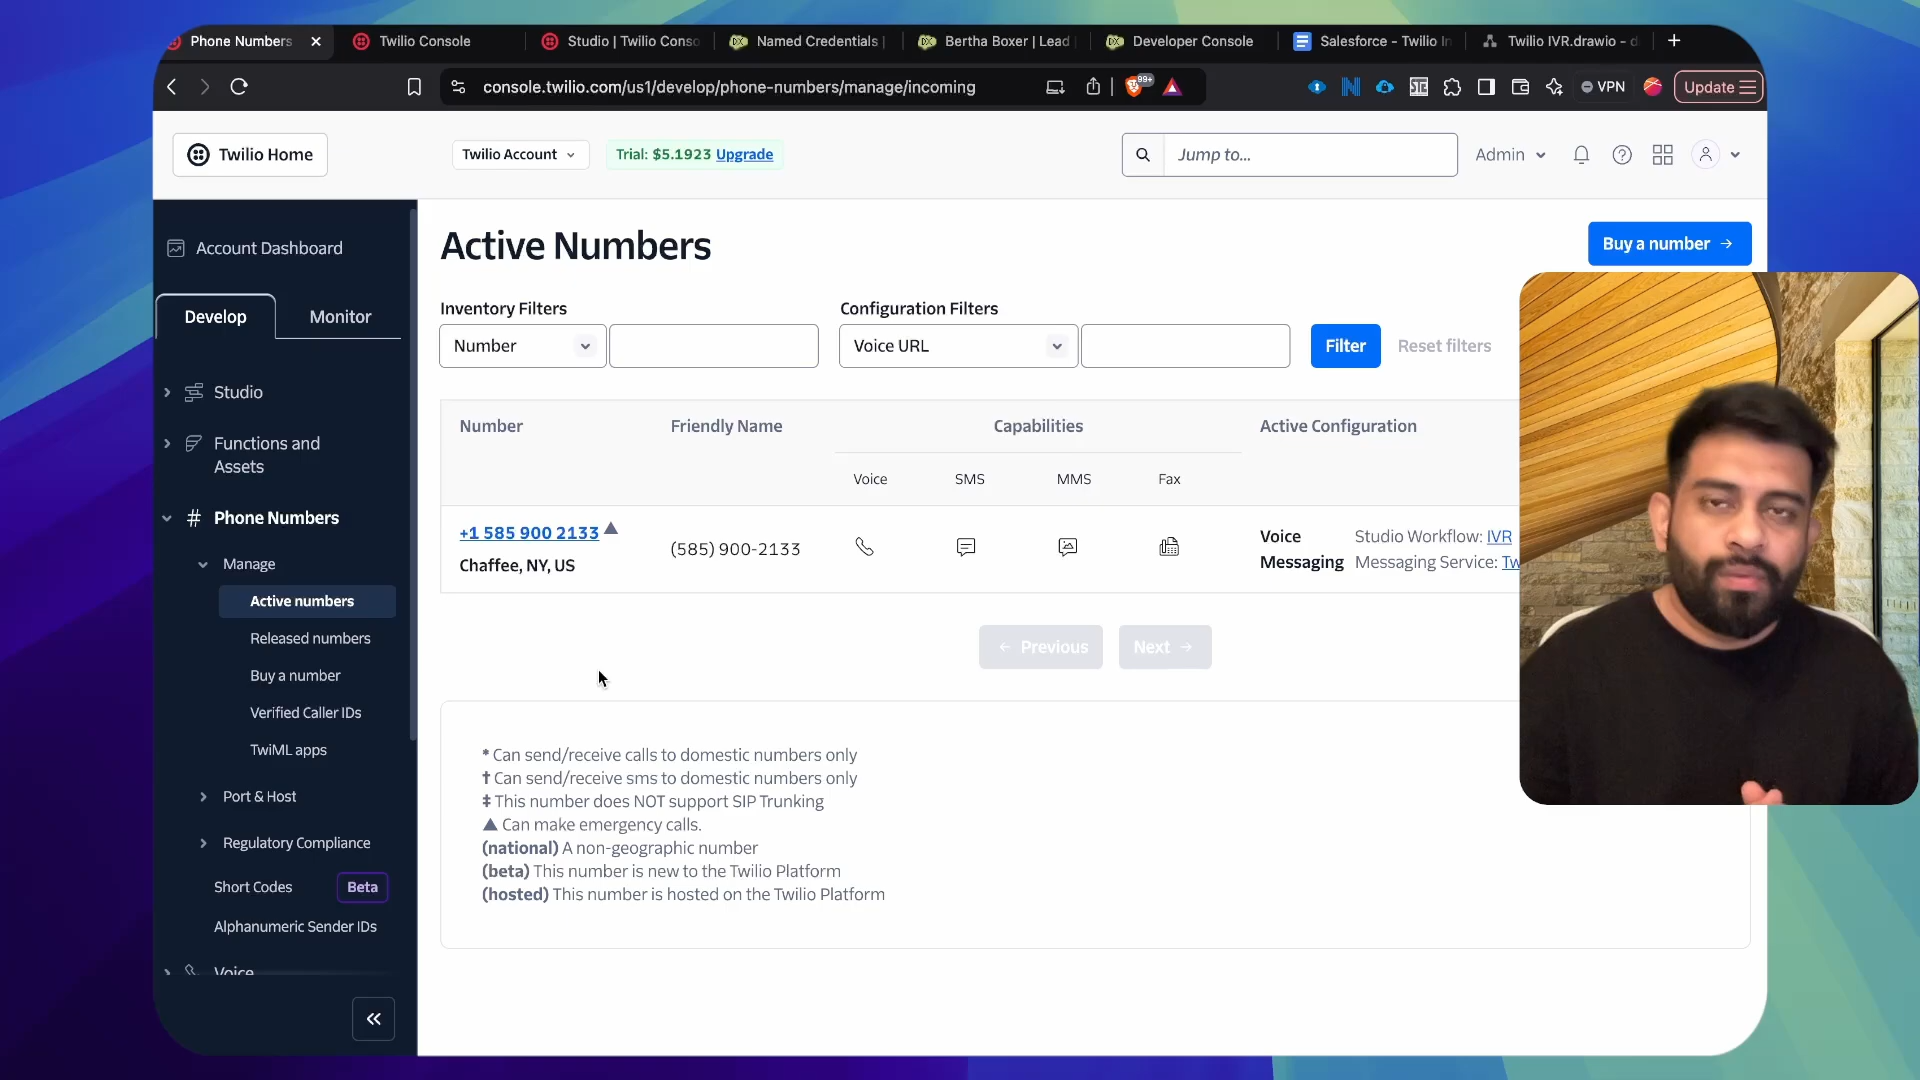 Phone Numbers
Twilio Console
Studio | Twilio Conso
Named Credentials |
Bertha Boxer | Lead
Developer Console
Salesforce - Twilio In
Twilio IVR.drawio - d
console.twilio.com/us1/develop/phone-numbers/manage/incoming
99+
VPN
Update
Twilio Home
Twilio Account
Trial: $5.1923 Upgrade
Jump to...
Admin
Account Dashboard
Develop
Monitor
Studio
Functions and
Assets
# Phone Numbers
Manage
Active numbers
Released numbers
Buy a number
Verified Caller IDs
TwiML apps
Port & Host
Regulatory Compliance
Short Codes
Beta
Alphanumeric Sender IDs
Voice
Active Numbers
Buy a number →
Inventory Filters
Configuration Filters
Number
Voice URL
Filter
Reset filters
Number
Friendly Name
Capabilities
Active Configuration
Voice
SMS
MMS
Fax
+1 585 900 2133 ▲
Chaffee, NY, US
(585) 900-2133
Voice
Studio Workflow: IVR
Messaging
Messaging Service: Tw
← Previous
Next →
* Can send/receive calls to domestic numbers only
† Can send/receive sms to domestic numbers only
‡ This number does NOT support SIP Trunking
▲ Can make emergency calls.
(national) A non-geographic number
(beta) This number is new to the Twilio Platform
(hosted) This number is hosted on the Twilio Platform